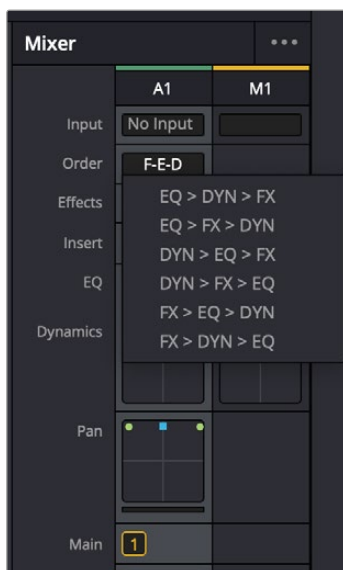 Mixer
A1 M1
Input No Input
Order F-E-D
Effects EQ > DYN > FX
EQ > FX > DYN
Insert DYN > EQ > FX
EQ DYN > FX > EQ
FX > EQ > DYN
Dynamics FX > DYN > EQ
Pan
Main 1